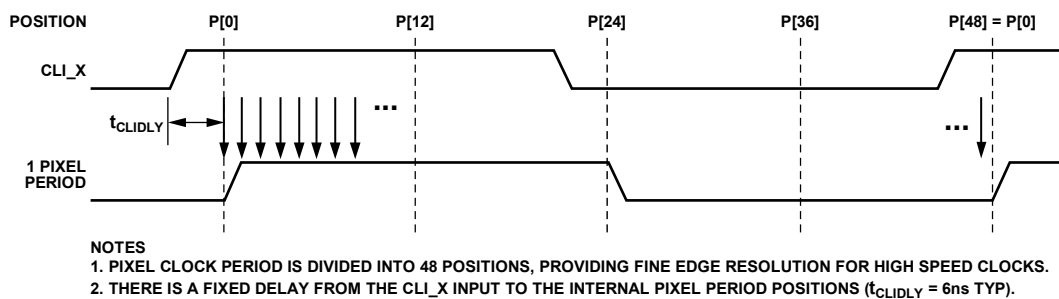 POSITION P[0] P[12] P[24] P[36] P[48] = P[0]
CLI_X
...
tCLIDLY
...
1 PIXEL
PERIOD
NOTES
1. PIXEL CLOCK PERIOD IS DIVIDED INTO 48 POSITIONS, PROVIDING FINE EDGE RESOLUTION FOR HIGH SPEED CLOCKS.
2. THERE IS A FIXED DELAY FROM THE CLI_X INPUT TO THE INTERNAL PIXEL PERIOD POSITIONS (tCLIDLY = 6ns TYP).